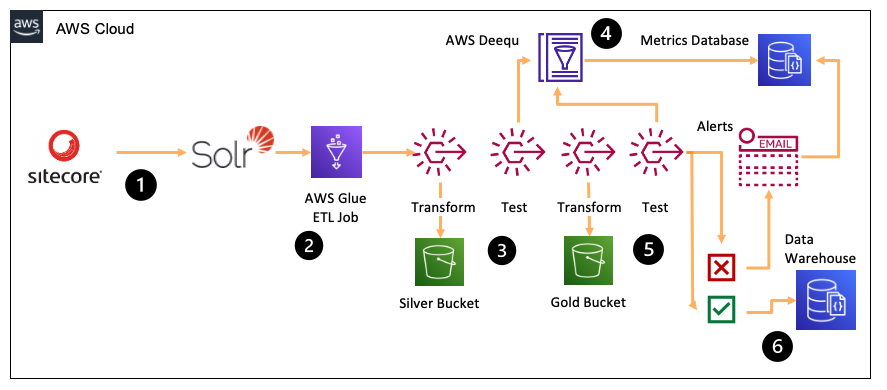 aws
AWS Cloud
AWS Deequ
4
Metrics Database
sitecore
Solr
Alerts
EMAIL
1
AWS Glue
ETL Job
2
Transform
Test
Transform
Test
3
5
Silver Bucket
Gold Bucket
Data
Warehouse
6